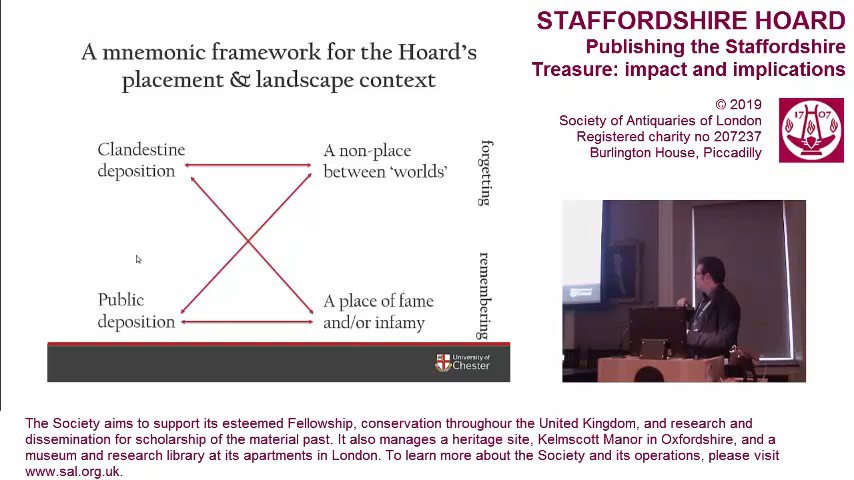 STAFFORDSHIRE HOARD
Publishing the Staffordshire
Treasure: impact and implications
© 2019
Society of Antiquaries of London
Registered charity no 207237
Burlington House, Piccadilly
17 07
A mnemonic framework for the Hoard's
placement & landscape context
Clandestine
deposition
A non-place
between 'worlds'
forgetting
Public
deposition
A place of fame
and/or infamy
remembering
University of
Chester
The Society aims to support its esteemed Fellowship, conservation throughour the United Kingdom, and research and
dissemination for scholarship of the material past. It also manages a heritage site, Kelmscott Manor in Oxfordshire, and a
museum and research library at its apartments in London. To learn more about the Society and its operations, please visit
www.sal.org.uk.